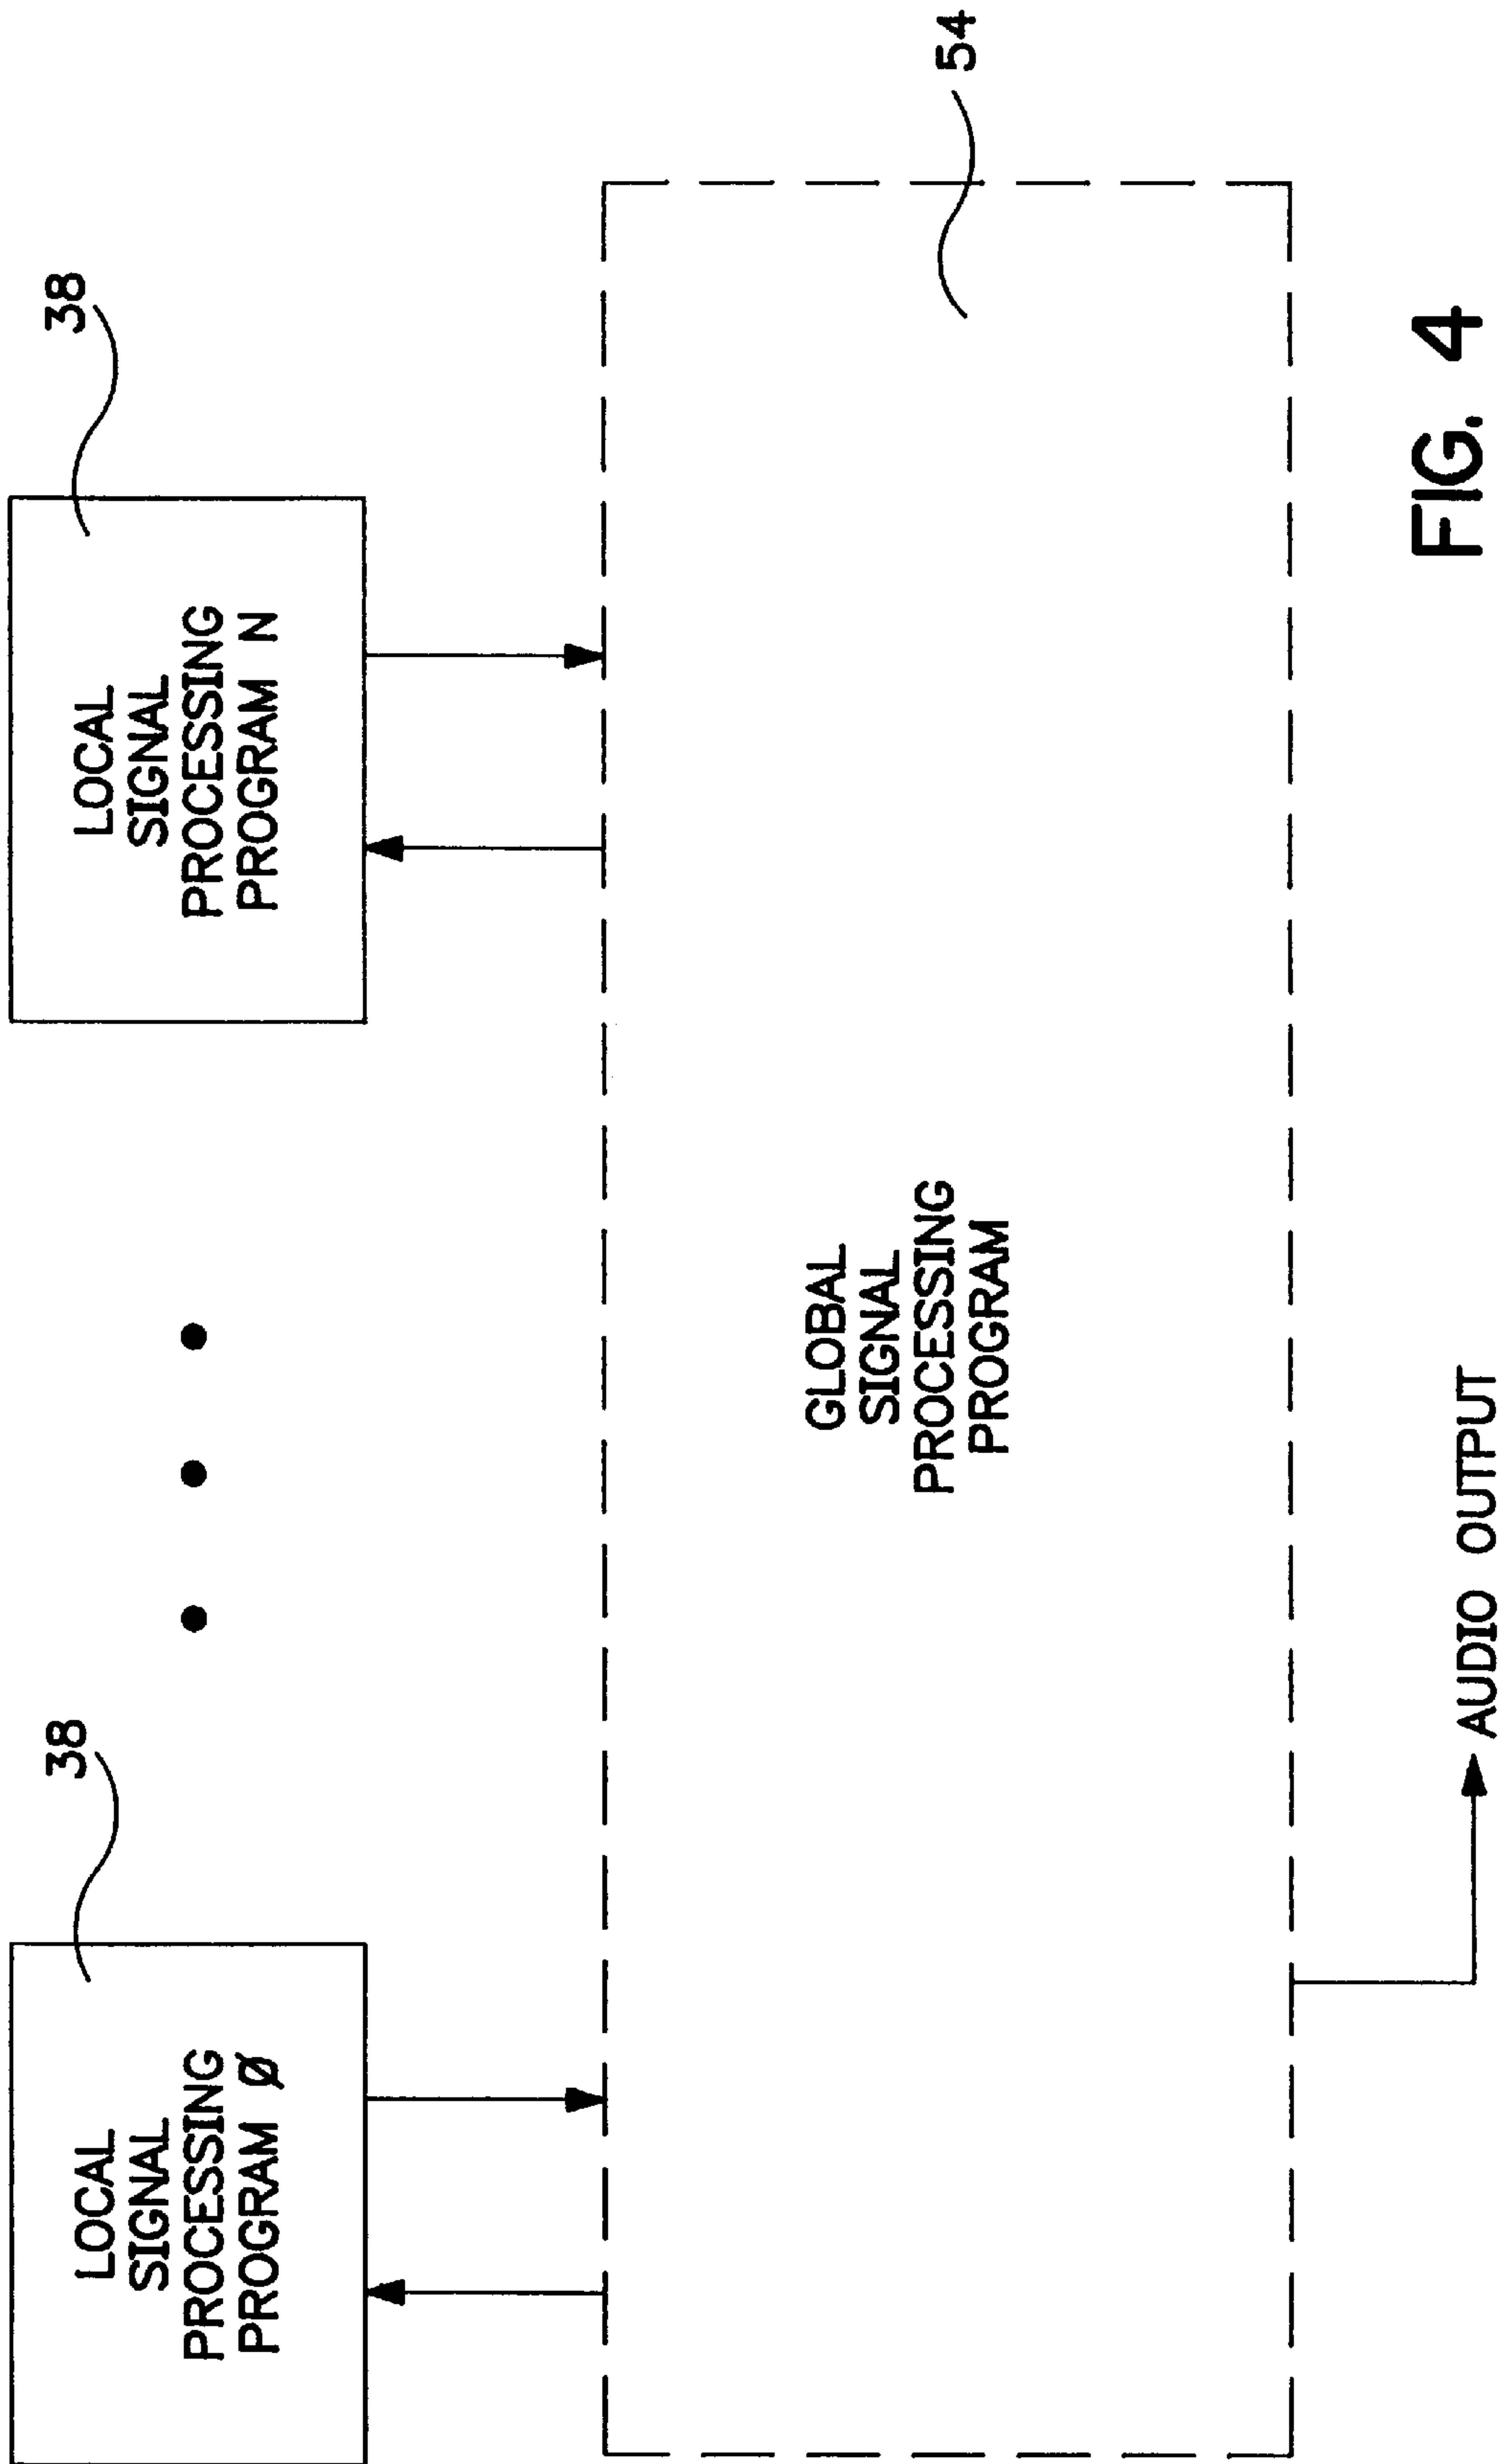 38
38
LOCAL
SIGNAL
PROCESSING
PROGRAM Ø
LOCAL
SIGNAL
PROCESSING
PROGRAM N
GLOBAL
SIGNAL
PROCESSING
PROGRAM
54
AUDIO OUTPUT
FIG. 4